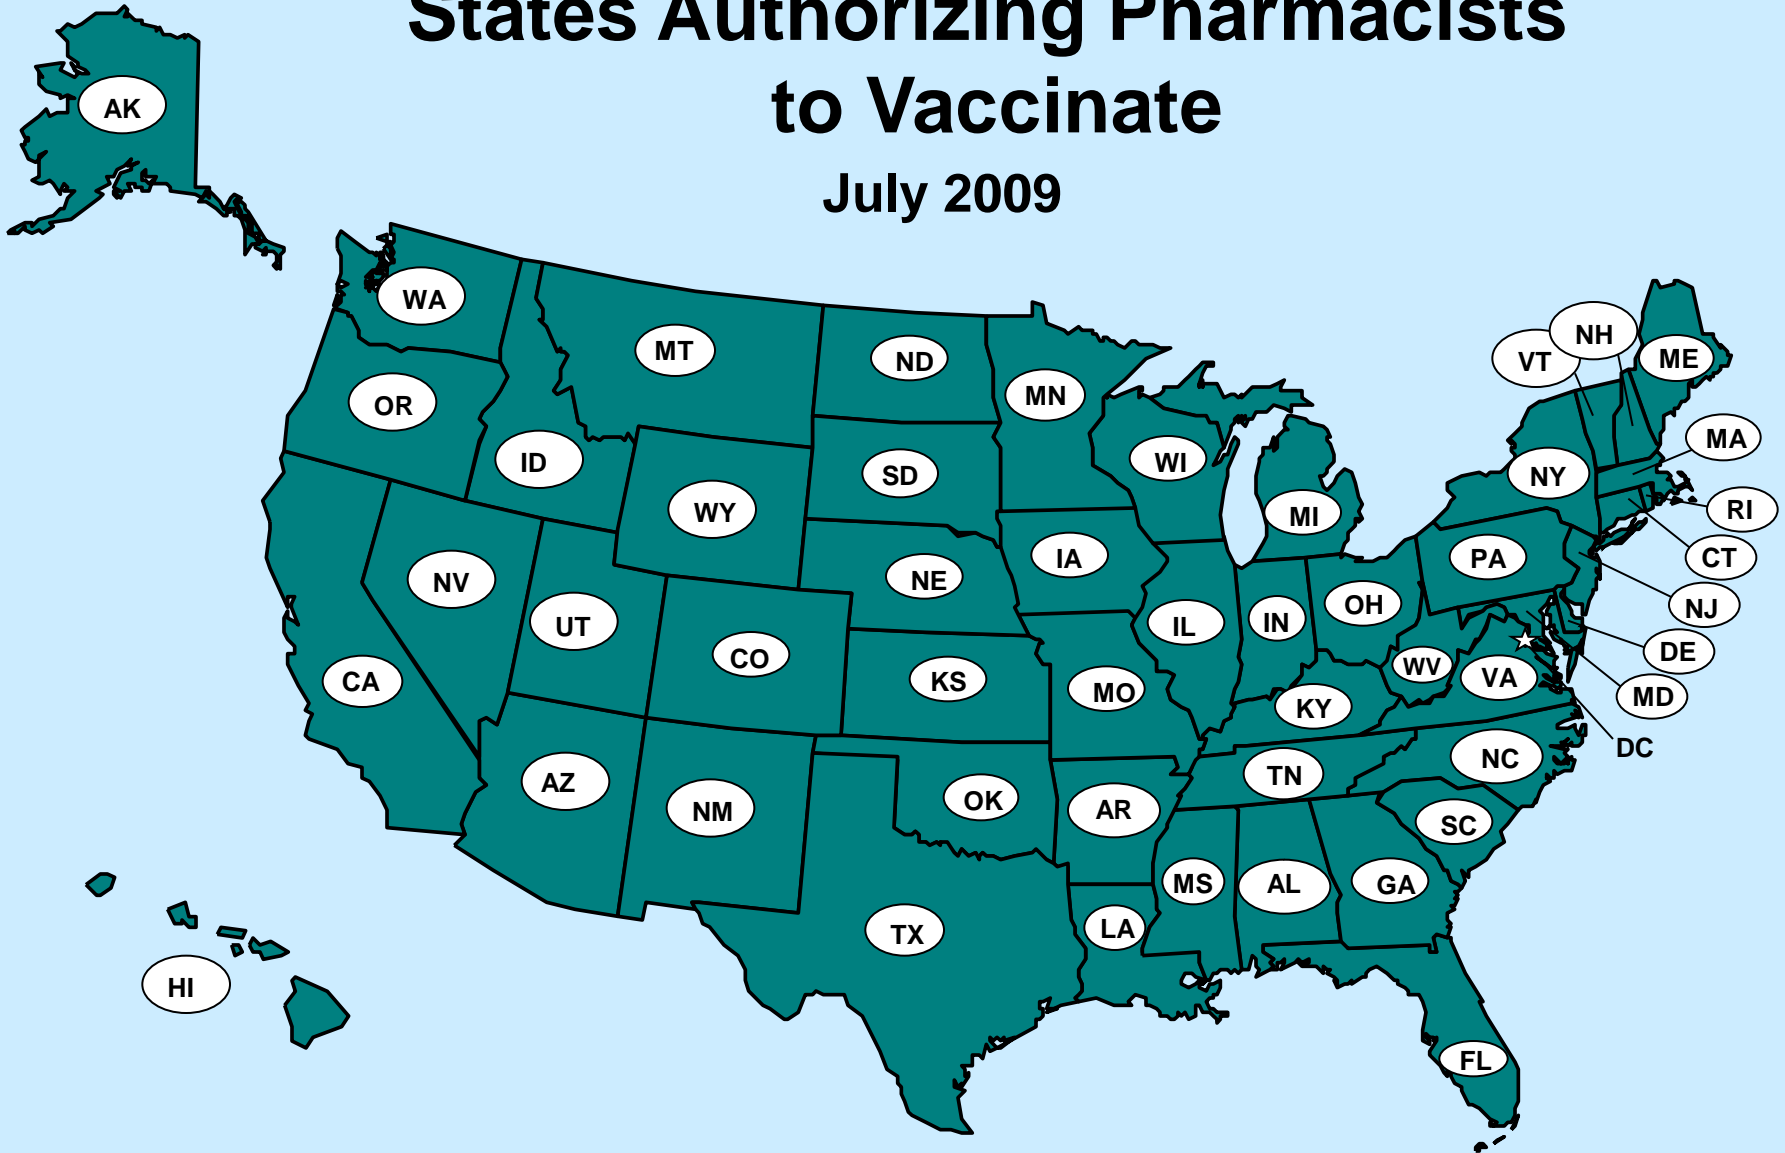 States Authorizing Pharmacists
to Vaccinate
July 2009
AK
WA
MT
ND
MN
VT
NH
ME
OR
ID
WY
SD
WI
MI
NY
MA
RI
CT
NJ
DE
MD
DC
NV
UT
CO
NE
IA
IL
IN
OH
PA
CA
KS
MO
KY
WV
VA
AZ
NM
OK
AR
TN
NC
SC
TX
LA
MS
AL
GA
FL
HI